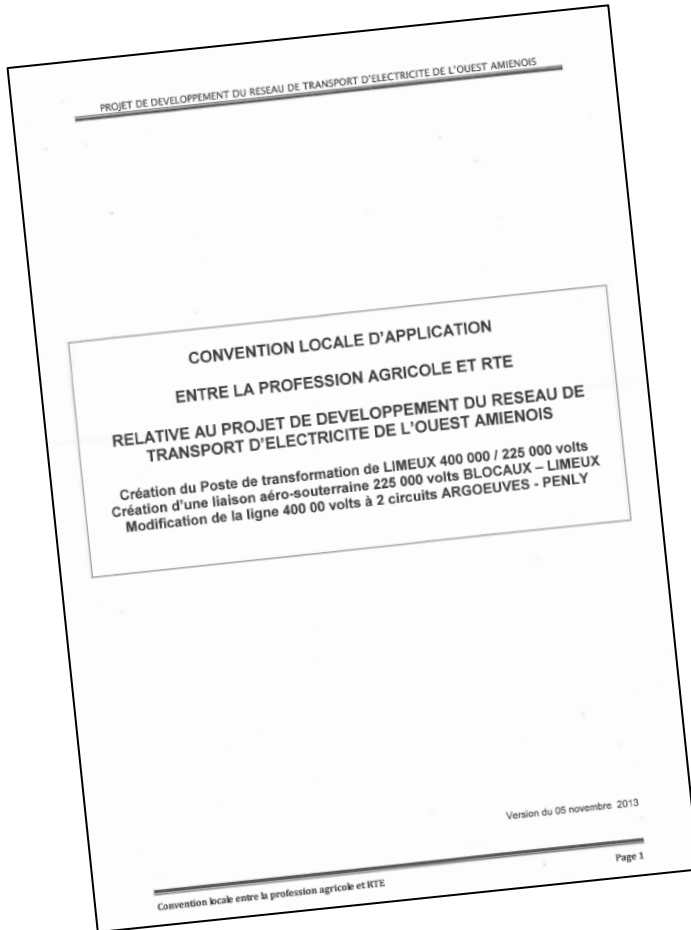 PROJET DE DEVELOPPEMENT DU RESEAU DE TRANSPORT D'ELECTRICITE DE L'OUEST AMIENOIS
CONVENTION LOCALE D'APPLICATION
ENTRE LA PROFESSION AGRICOLE ET RTE
RELATIVE AU PROJET DE DEVELOPPEMENT DU RESEAU DE
TRANSPORT D'ELECTRICITE DE L'OUEST AMIENOIS
Création du Poste de transformation de LIMEUX 400 000 / 225 000 volts
Création d'une liaison aéro-souterraine 225 000 volts BLOCAUX – LIMEUX
Modification de la ligne 400 00 volts à 2 circuits ARGOEUVES - PENLY
Version du 05 novembre 2013
Convention locale entre la profession agricole et RTE
Page 1